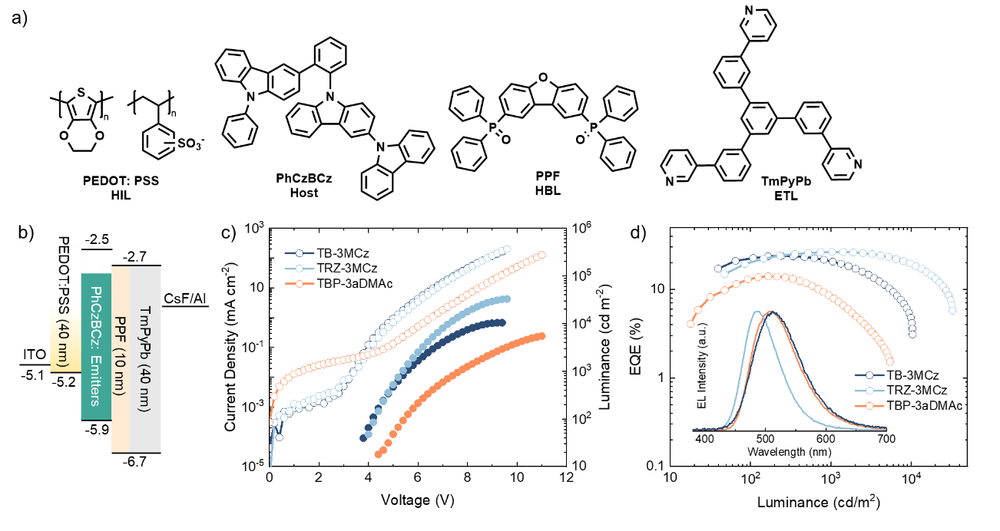 a)
S
n
O
O
n
SO3-
PEDOT: PSS
HIL
N
N
N
PhCzBCz
Host
O
P
O
P
O
PPF
HBL
N
N
N
TmPyPb
ETL
b)
-2.5
-2.7
PEDOT:PSS (40 nm)
PhCzBCz: Emitters
PPF (10 nm)
TmPyPb (40 nm)
CsF/Al
ITO
-5.1
-5.2
-5.9
-6.7
c)
10^3
10
10^-1
10^-3
10^-5
Current Density (mA cm^-2)
TB-3MCz
TRZ-3MCz
TBP-3aDMAc
10^6
10^5
10^4
10^3
10^2
10
Luminance (cd m^-2)
0 2 4 6 8 10 12
Voltage (V)
d)
10
1
0.1
EQE (%)
EL Intensity (a.u.)
400 500 600 700
Wavelength (nm)
TB-3MCz
TRZ-3MCz
TBP-3aDMAc
10 10^2 10^3 10^4
Luminance (cd/m^2)